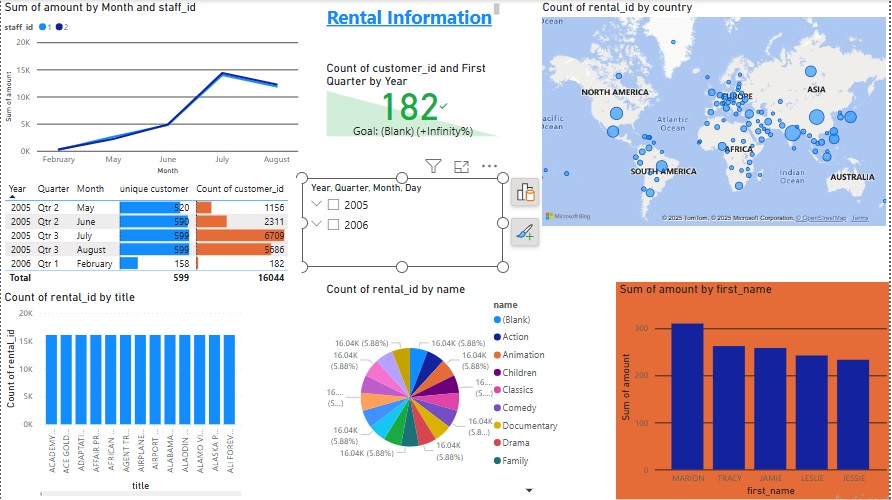 Sum of amount by Month and staff_id
staff_id 1 2
20K
15K
10K
5K
0K
Sum of amount
February May June July August
Month
Rental Information
Count of customer_id and First
Quarter by Year
182
Goal: (Blank) (+Infinity%)
Count of rental_id by country
NORTH AMERICA
EUROPE
ASIA
Pacific
Ocean
Atlantic
Ocean
AFRICA
SOUTH AMERICA
Indian
Ocean
AUSTRALIA
Microsoft Bing
© 2025 TomTom, © 2025 Microsoft Corporation, © OpenStreetMap Terms
Year Quarter Month unique customer Count of customer_id
2005 Qtr 2 May 520 1156
2005 Qtr 2 June 590 2311
2005 Qtr 3 July 599 6709
2005 Qtr 3 August 599 5686
2006 Qtr 1 February 158 182
Total 599 16044
Year, Quarter, Month, Day
2005
2006
Count of rental_id by title
20K
15K
10K
5K
0K
Count of rental_id
ACADEMY...
ACE GOLD...
ADAPTATI...
AFFAIR PR...
AFRICAN ...
AGENT TR...
AIRPLANE...
AIRPORT ...
ALABAMA...
ALADDIN ...
ALAMO VI...
ALASKA P...
ALI FOREV...
title
Count of rental_id by name
16.04K (5.88%)
16.04K (5.88%)
16.04K
(5.88%)
16.04K
(5.88%)
16....
(5...)
16....
(5....)
16.04K
(5.88%)
16.04K
(5.8...)
16.04K (5.88%)
16.04K
(5.88%)
name
(Blank)
Action
Animation
Children
Classics
Comedy
Documentary
Drama
Family
Sum of amount by first_name
300
200
100
0
Sum of amount
MARION TRACY JAMIE LESLIE JESSIE
first_name